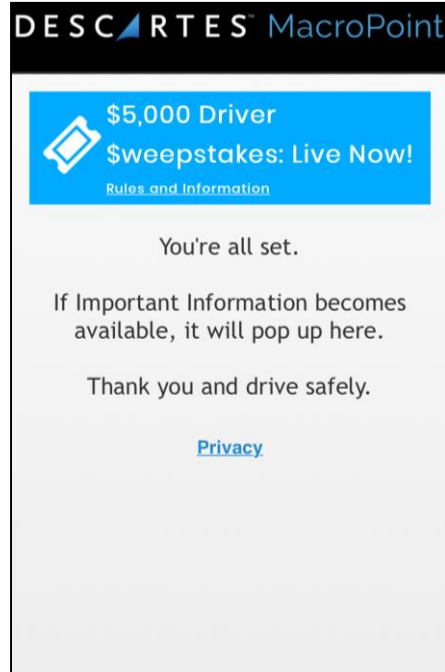 DESCARTES™ MacroPoint
$5,000 Driver
$weepstakes: Live Now!
Rules and Information
You're all set.
If Important Information becomes
available, it will pop up here.
Thank you and drive safely.
Privacy